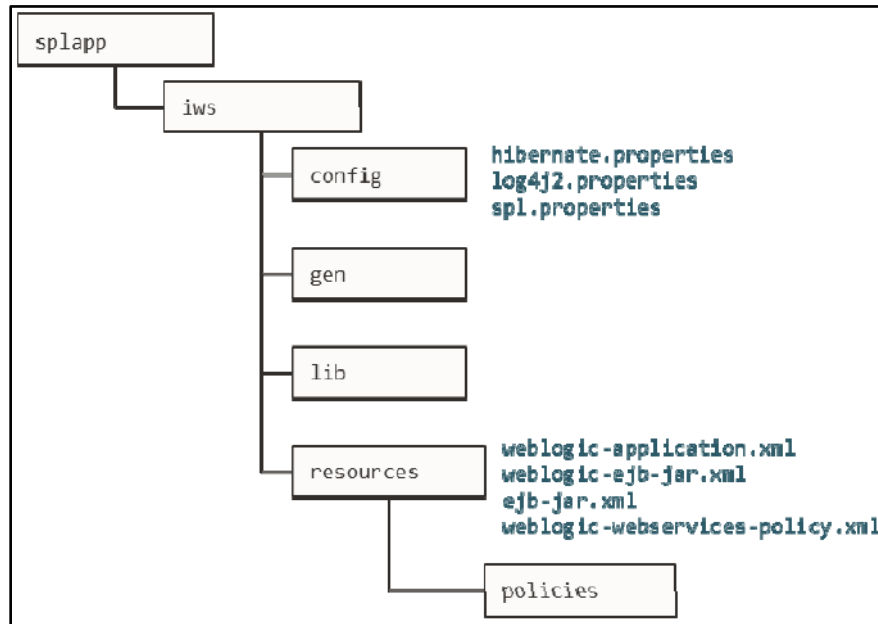 splapp
iws
config
hibernate.properties
log4j2.properties
spl.properties
gen
lib
resources
weblogic-application.xml
weblogic-ejb-jar.xml
ejb-jar.xml
weblogic-webservices-policy.xml
policies